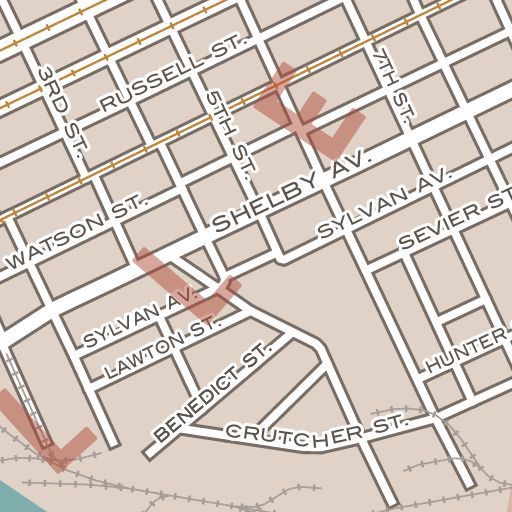 RUSSELL ST.
3RD ST.
5TH ST.
7TH ST.
SHELBY AV.
WATSON ST.
SYLVAN AV.
SEVIER ST
SYLVAN AV.
LAWTON ST.
HUNTER
BENEDICT ST.
CRUTCHER ST.